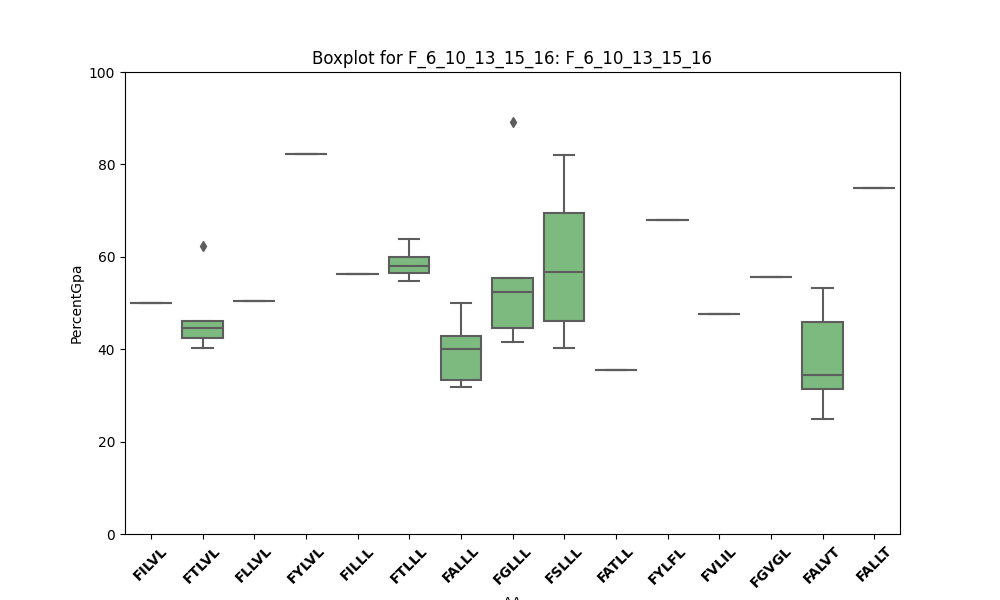 Boxplot for F_6_10_13_15_16: F_6_10_13_15_16
100
80
60
40
20
0
PercentGpa
FILVL FTLVL FLLVL FYLVL FILLL FTLLL FALLL FGLLL FSLLL FATLL FYLFL FVLIL FGVGL FALVT FALLT